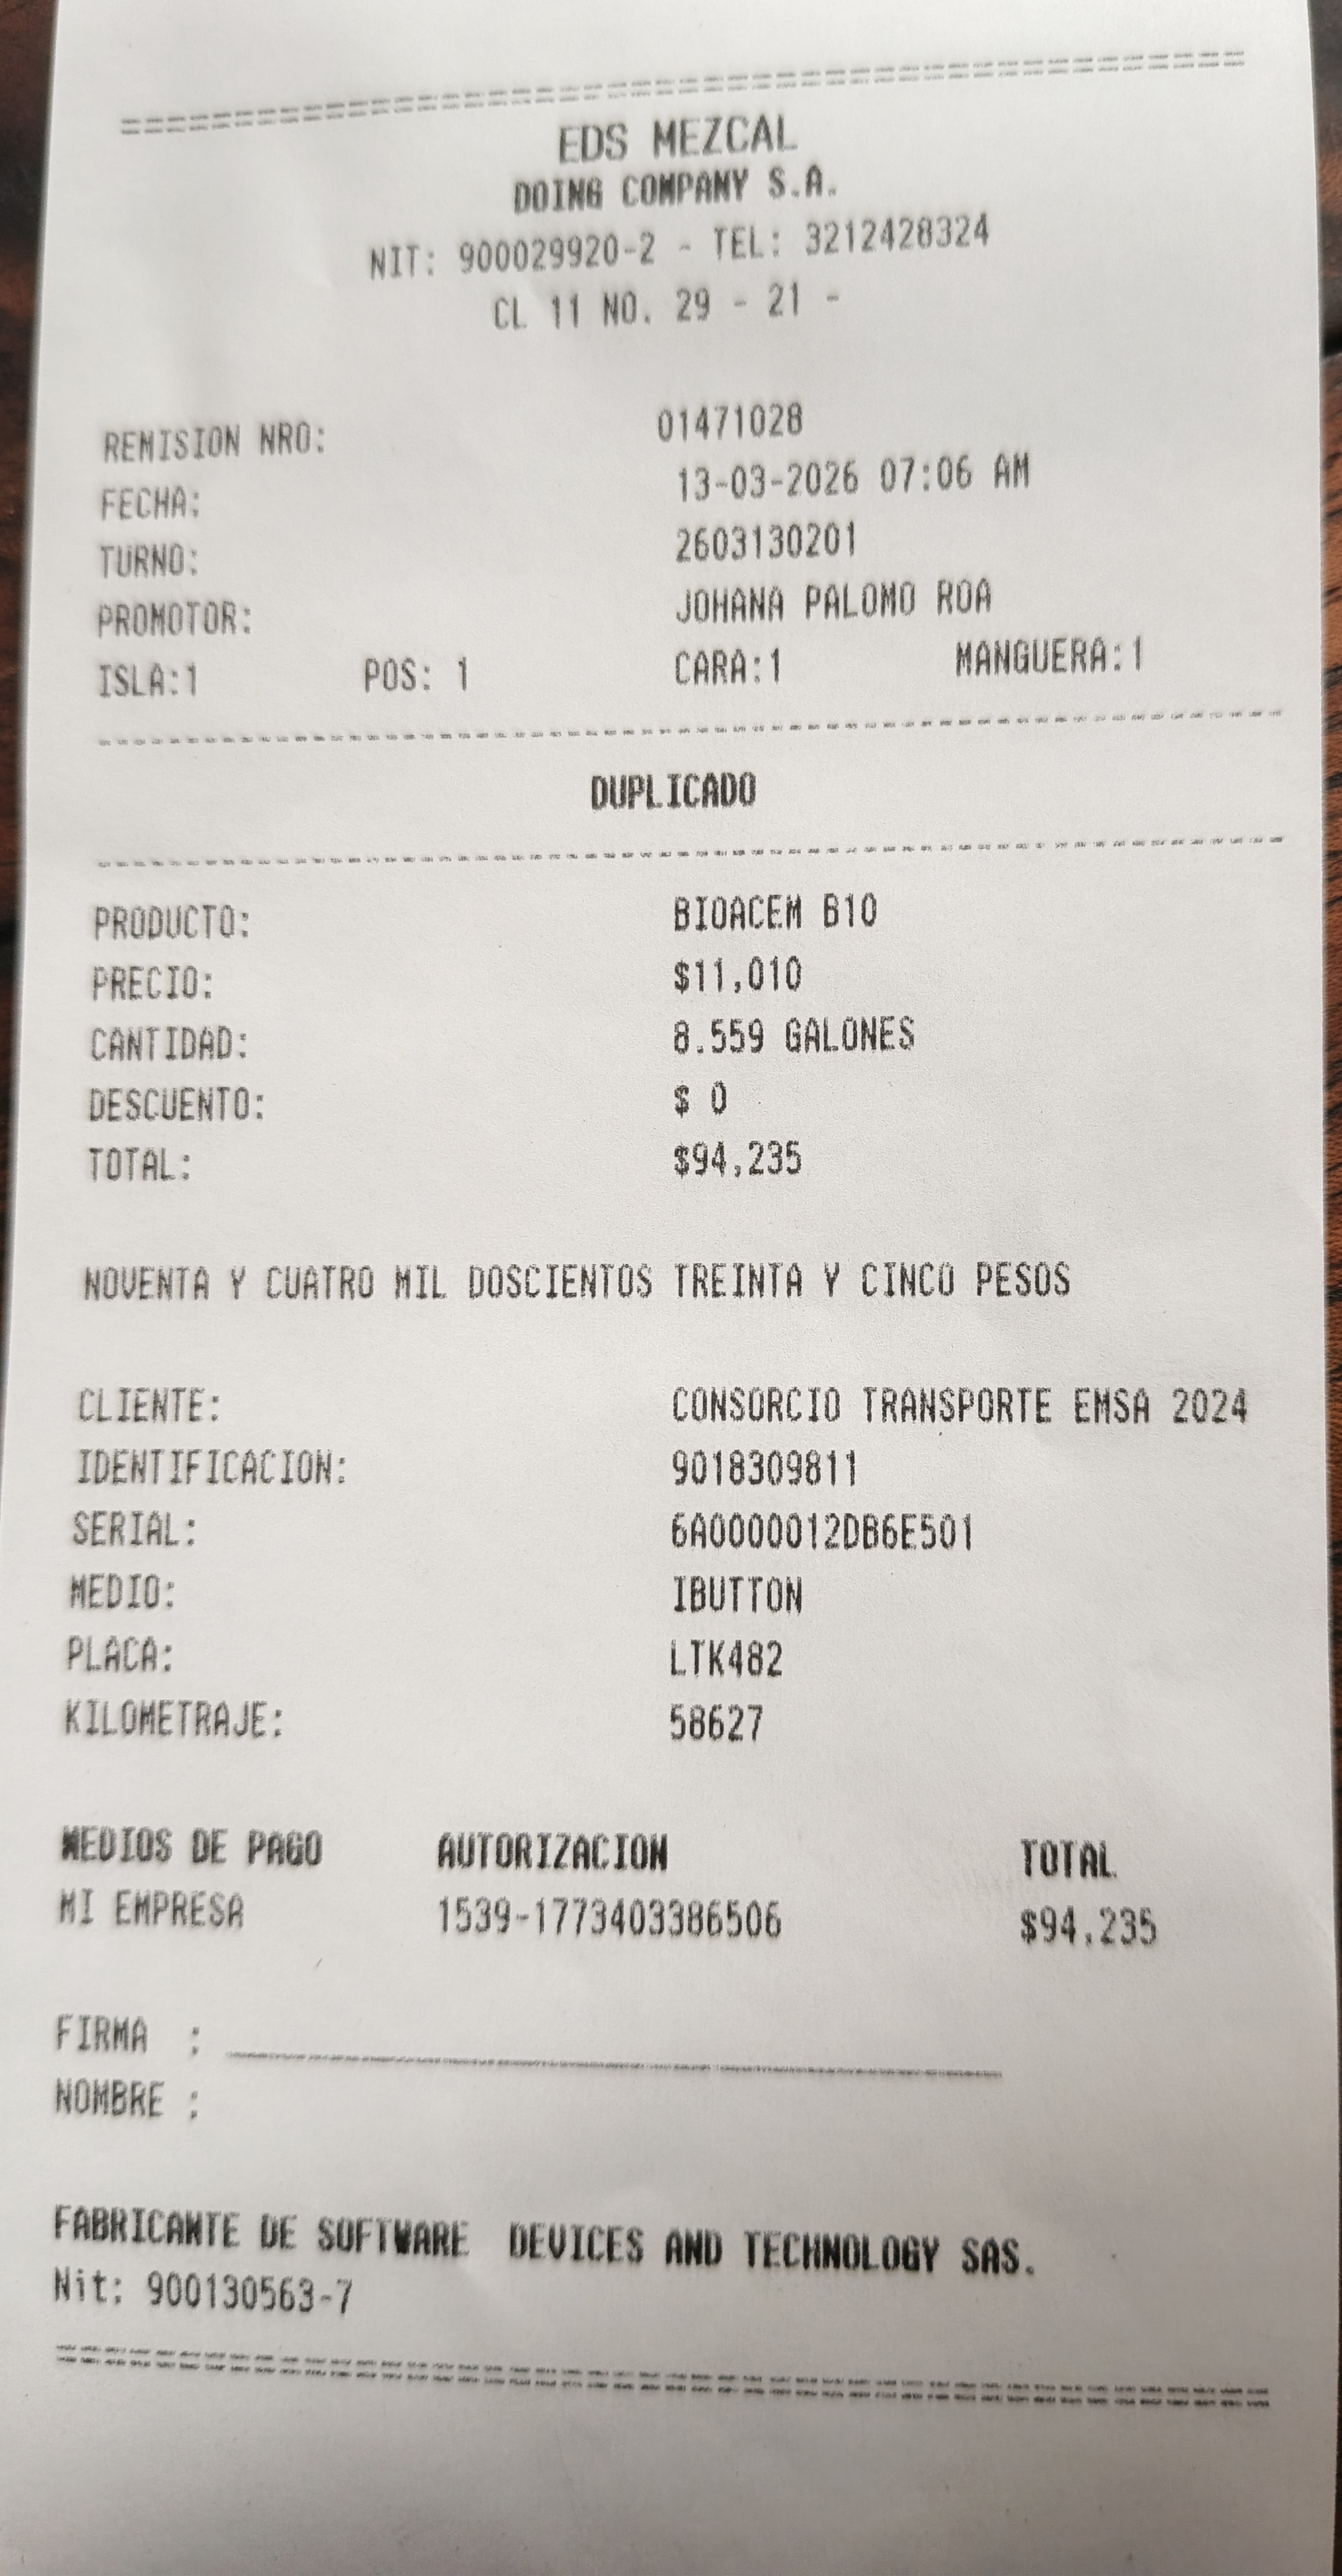 EDS MEZCAL
DOING COMPANY S.A.
NIT: 900029920-2 - TEL: 3212428324
CL 11 NO. 29 - 21 -
REMISION NRO: 01471028
FECHA: 13-03-2026 07:06 AM
TURNO: 2603130201
PROMOTOR: JOHANA PALOMO ROA
ISLA:1 POS: 1 CARA:1 MANGUERA:1
DUPLICADO
PRODUCTO: BIOACEM B10
PRECIO: $11,010
CANTIDAD: 8.559 GALONES
DESCUENTO: $ 0
TOTAL: $94,235
NOVENTA Y CUATRO MIL DOSCIENTOS TREINTA Y CINCO PESOS
CLIENTE: CONSORCIO TRANSPORTE EMSA 2024
IDENTIFICACION: 9018309811
SERIAL: 6A0000012DB6E501
MEDIO: IBUTTON
PLACA: LTK482
KILOMETRAJE: 58627
MEDIOS DE PAGO AUTORIZACION TOTAL
MI EMPRESA 1539-1773403386506 $94,235
FIRMA :
NOMBRE :
FABRICANTE DE SOFTWARE DEVICES AND TECHNOLOGY SAS.
Nit: 900130563-7